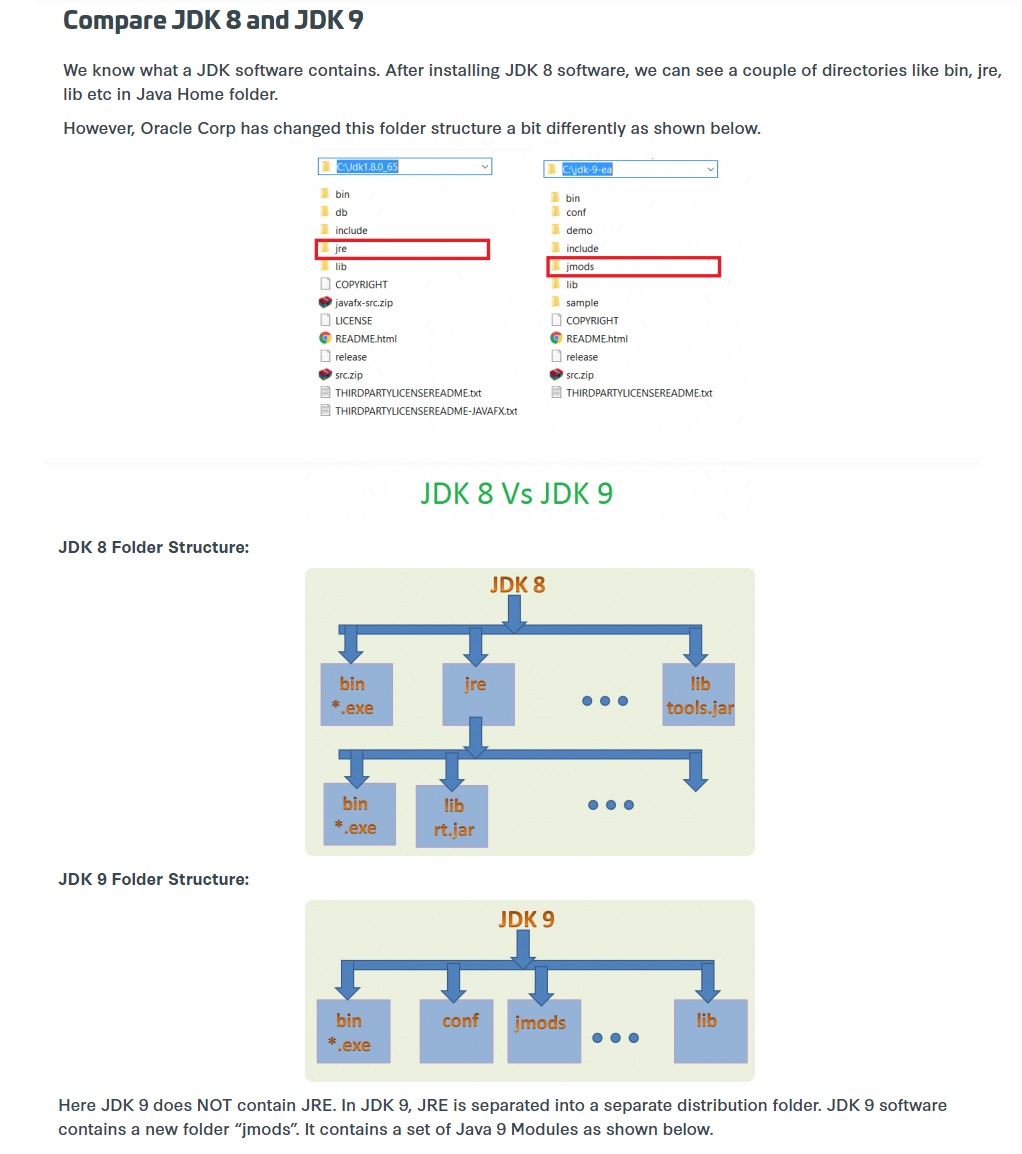 Compare JDK 8 and JDK 9
We know what a JDK software contains. After installing JDK 8 software, we can see a couple of directories like bin, jre,
lib etc in Java Home folder.
However, Oracle Corp has changed this folder structure a bit differently as shown below.
C:\Jdk1.8.0_65
bin
db
include
jre
lib
COPYRIGHT
javafx-src.zip
LICENSE
README.html
release
src.zip
THIRDPARTYLICENSEREADME.txt
THIRDPARTYLICENSEREADME-JAVAFX.txt
C:\jdk-9-ea
bin
conf
demo
include
jmods
lib
sample
COPYRIGHT
README.html
release
src.zip
THIRDPARTYLICENSEREADME.txt
JDK 8 Vs JDK 9
JDK 8 Folder Structure:
JDK 8
bin
*.exe
jre
lib
tools.jar
bin
*.exe
lib
rt.jar
JDK 9 Folder Structure:
JDK 9
bin
*.exe
conf
jmods
lib
Here JDK 9 does NOT contain JRE. In JDK 9, JRE is separated into a separate distribution folder. JDK 9 software
contains a new folder “jmods”. It contains a set of Java 9 Modules as shown below.